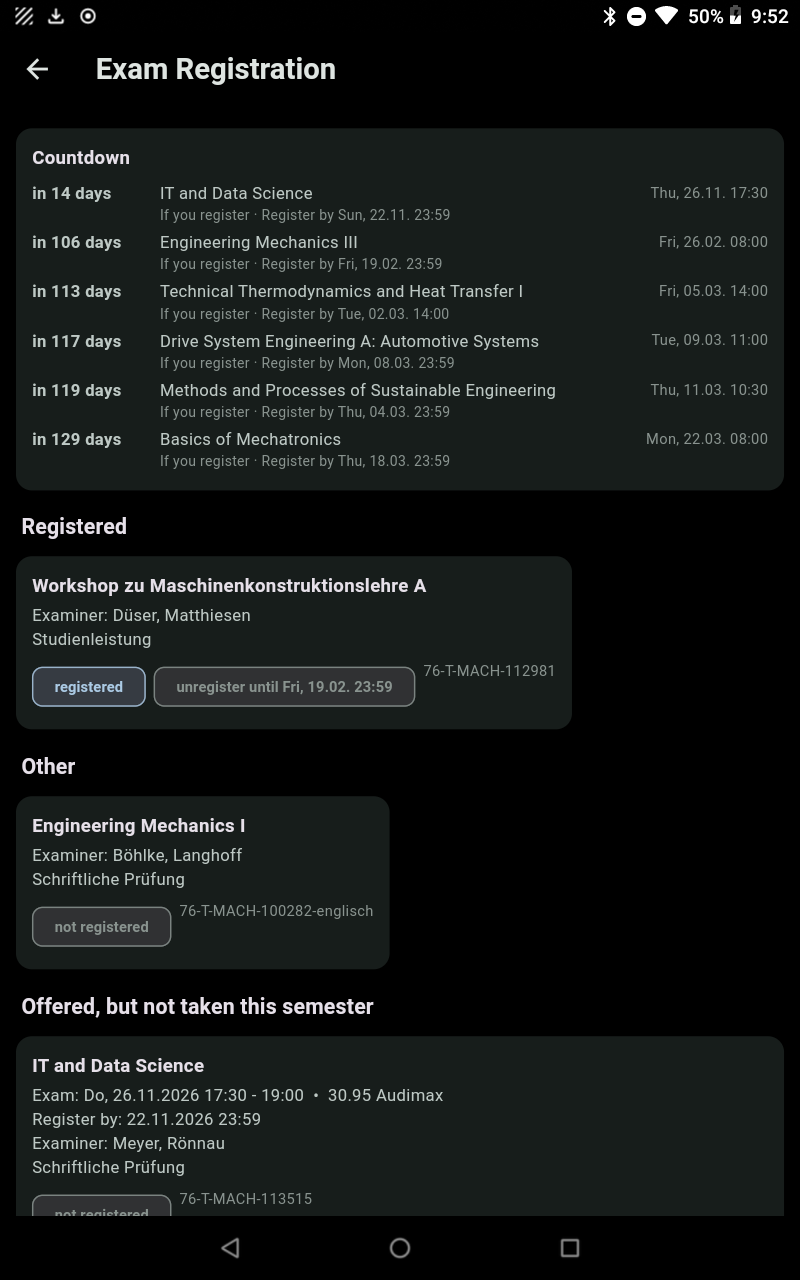 50% 9:52
Exam Registration
Countdown
in 14 days IT and Data Science Thu, 26.11. 17:30
If you register · Register by Sun, 22.11. 23:59
in 106 days Engineering Mechanics III Fri, 26.02. 08:00
If you register · Register by Fri, 19.02. 23:59
in 113 days Technical Thermodynamics and Heat Transfer I Fri, 05.03. 14:00
If you register · Register by Tue, 02.03. 14:00
in 117 days Drive System Engineering A: Automotive Systems Tue, 09.03. 11:00
If you register · Register by Mon, 08.03. 23:59
in 119 days Methods and Processes of Sustainable Engineering Thu, 11.03. 10:30
If you register · Register by Thu, 04.03. 23:59
in 129 days Basics of Mechatronics Mon, 22.03. 08:00
If you register · Register by Thu, 18.03. 23:59
Registered
Workshop zu Maschinenkonstruktionslehre A
Examiner: Düser, Matthiesen
Studienleistung
registered unregister until Fri, 19.02. 23:59 76-T-MACH-112981
Other
Engineering Mechanics I
Examiner: Böhlke, Langhoff
Schriftliche Prüfung
not registered 76-T-MACH-100282-englisch
Offered, but not taken this semester
IT and Data Science
Exam: Do, 26.11.2026 17:30 - 19:00 • 30.95 Audimax
Register by: 22.11.2026 23:59
Examiner: Meyer, Rönnau
Schriftliche Prüfung
not registered 76-T-MACH-113515